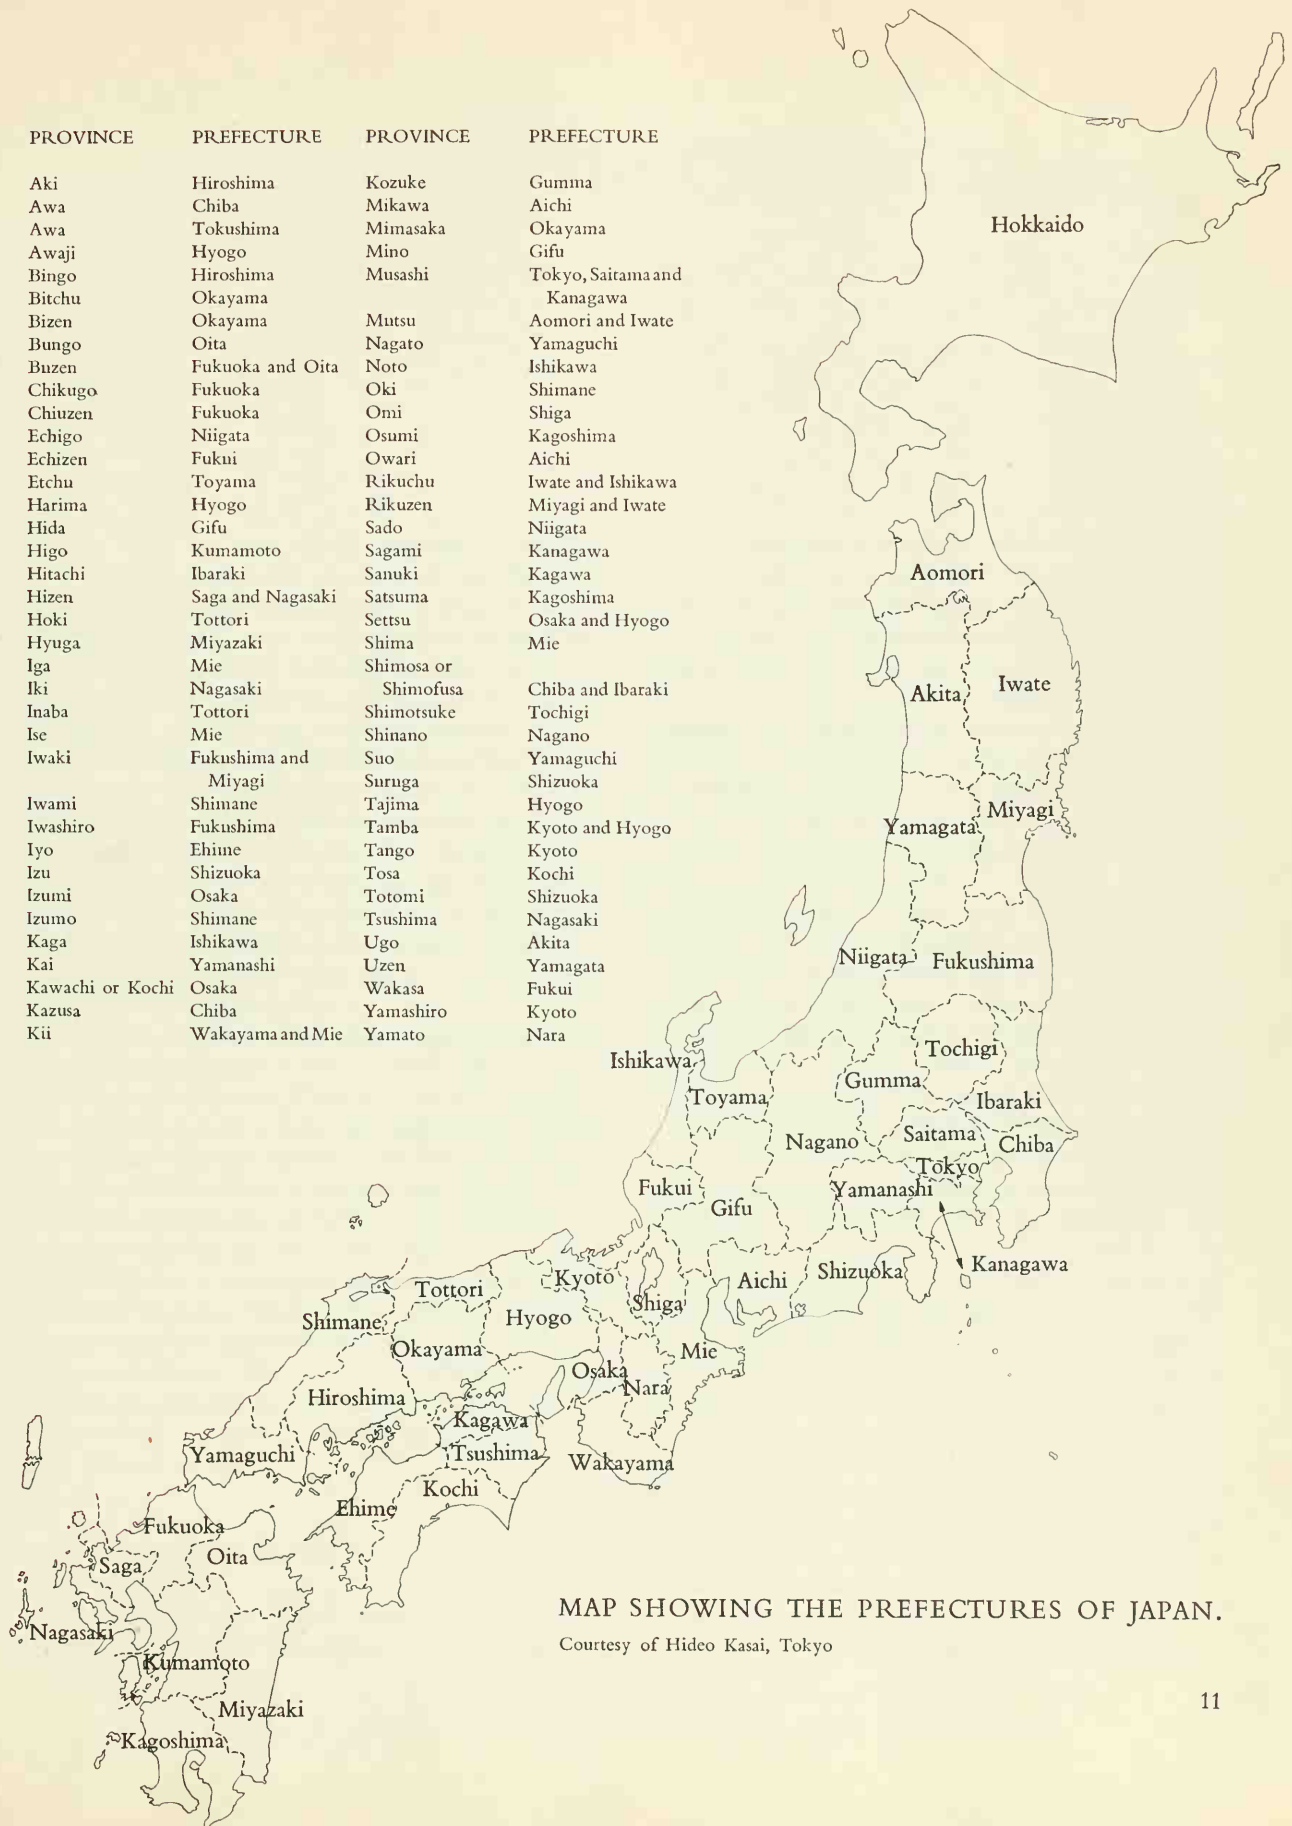 PROVINCE PREFECTURE PROVINCE PREFECTURE
Aki Hiroshima Kozuke Gumma
Awa Chiba Mikawa Aichi
Awa Tokushima Mimasaka Okayama
Awaji Hyogo Mino Gifu
Bingo Hiroshima Musashi Tokyo, Saitama and
Bitchu Okayama Kanagawa
Bizen Okayama Mutsu Aomori and Iwate
Bungo Oita Nagato Yamaguchi
Buzen Fukuoka and Oita Noto Ishikawa
Chikugo Fukuoka Oki Shimane
Chiuzen Fukuoka Omi Shiga
Echigo Niigata Osumi Kagoshima
Echizen Fukui Owari Aichi
Etchu Toyama Rikuchu Iwate and Ishikawa
Harima Hyogo Rikuzen Miyagi and Iwate
Hida Gifu Sado Niigata
Higo Kumamoto Sagami Kanagawa
Hitachi Ibaraki Sanuki Kagawa
Hizen Saga and Nagasaki Satsuma Kagoshima
Hoki Tottori Settsu Osaka and Hyogo
Hyuga Miyazaki Shima Mie
Iga Mie Shimosa or
Iki Nagasaki Shimofusa Chiba and Ibaraki
Inaba Tottori Shimotsuke Tochigi
Ise Mie Shinano Nagano
Iwaki Fukushima and Suo Yamaguchi
Miyagi Suruga Shizuoka
Iwami Shimane Tajima Hyogo
Iwashiro Fukushima Tamba Kyoto and Hyogo
Iyo Ehime Tango Kyoto
Izu Shizuoka Tosa Kochi
Izumi Osaka Totomi Shizuoka
Izumo Shimane Tsushima Nagasaki
Kaga Ishikawa Ugo Akita
Kai Yamanashi Uzen Yamagata
Kawachi or Kochi Osaka Wakasa Fukui
Kazusa Chiba Yamashiro Kyoto
Kii Wakayama and Mie Yamato Nara
Hokkaido
Aomori
Akita
Iwate
Miyagi
Yamagata
Niigata
Fukushima
Ishikawa
Tochigi
Gumma
Toyama
Ibaraki
Nagano
Saitama
Chiba
Tokyo
Fukui
Yamanashi
Gifu
Kanagawa
Shizuoka
Aichi
Kyoto
Tottori
Shiga
Hyogo
Shimane
Okayama
Mie
Osaka
Nara
Hiroshima
Kagawa
Yamaguchi
Tsushima
Wakayama
Kochi
Ehime
Fukuoka
Oita
Saga
Nagasaki
Kumamoto
Miyazaki
Kagoshima
MAP SHOWING THE PREFECTURES OF JAPAN.
Courtesy of Hideo Kasai, Tokyo
11